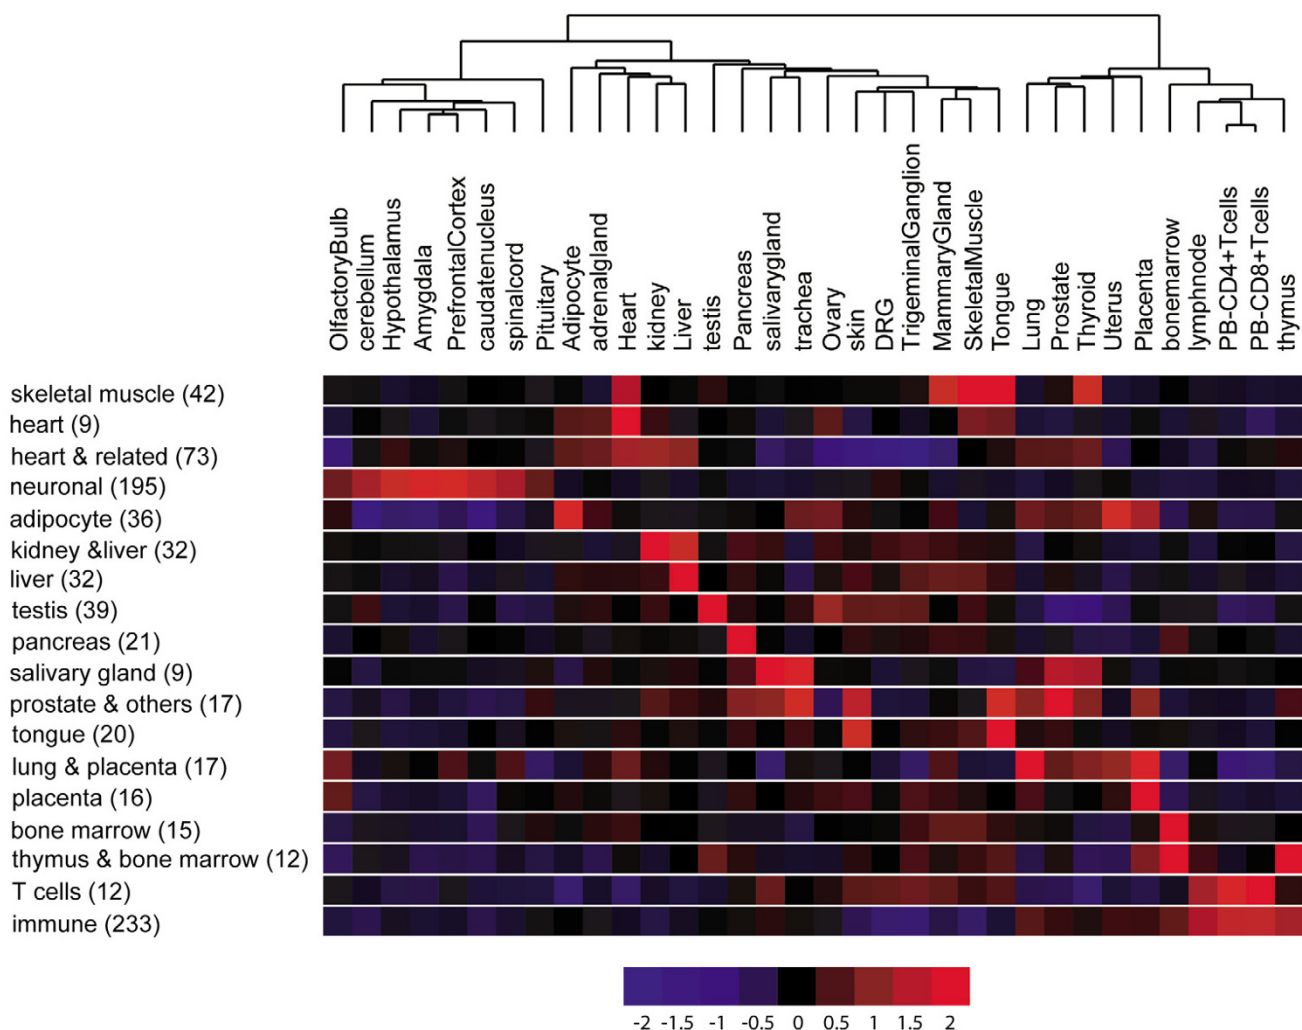 OlfactoryBulb
cerebellum
Hypothalamus
Amygdala
PrefrontalCortex
caudatenucleus
spinalcord
Pituitary
Adipocyte
adrenalgland
Heart
kidney
Liver
testis
Pancreas
salivarygland
trachea
Ovary
skin
DRG
TrigeminalGanglion
MammaryGland
SkeletalMuscle
Tongue
Lung
Prostate
Thyroid
Uterus
Placenta
bonemarrow
lymphnode
PB-CD4+Tcells
PB-CD8+Tcells
thymus
skeletal muscle (42)
heart (9)
heart & related (73)
neuronal (195)
adipocyte (36)
kidney &liver (32)
liver (32)
testis (39)
pancreas (21)
salivary gland (9)
prostate & others (17)
tongue (20)
lung & placenta (17)
placenta (16)
bone marrow (15)
thymus & bone marrow (12)
T cells (12)
immune (233)
-2 -1.5 -1 -0.5 0 0.5 1 1.5 2